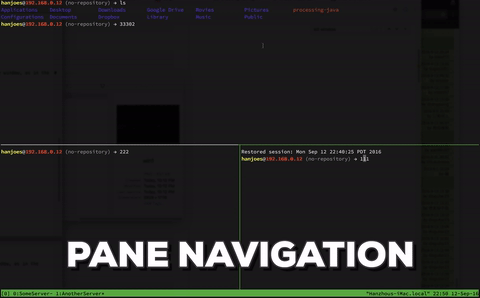 hanjoes@192.168.0.12 (no-repository) ➜ ls
Applications Desktop Downloads Google Drive Movies Pictures processing-java
Configurations Documents Dropbox Library Music Public
hanjoes@192.168.0.12 (no-repository) ➜ 33302
hanjoes@192.168.0.12 (no-repository) ➜ 222
Restored session: Mon Sep 12 22:40:25 PDT 2016
hanjoes@192.168.0.12 (no-repository) ➜ 111
PANE NAVIGATION
[0] 0:SomeServer- 1:AnotherServer* "Hanzhous-iMac.local" 22:50 12-Sep-16